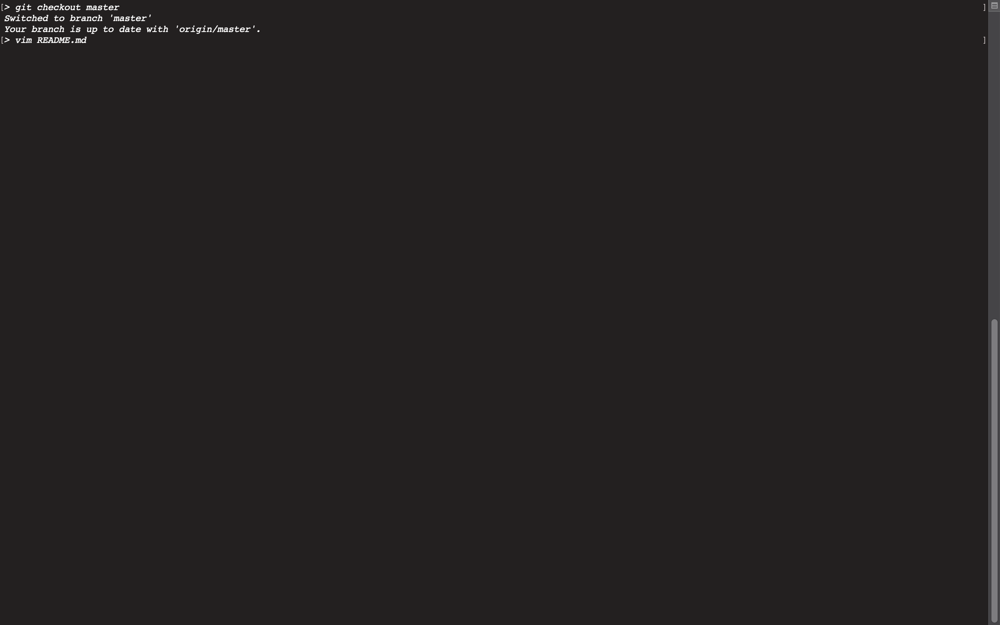 [> git checkout master ]
Switched to branch 'master'
Your branch is up to date with 'origin/master'.
[> vim README.md ]